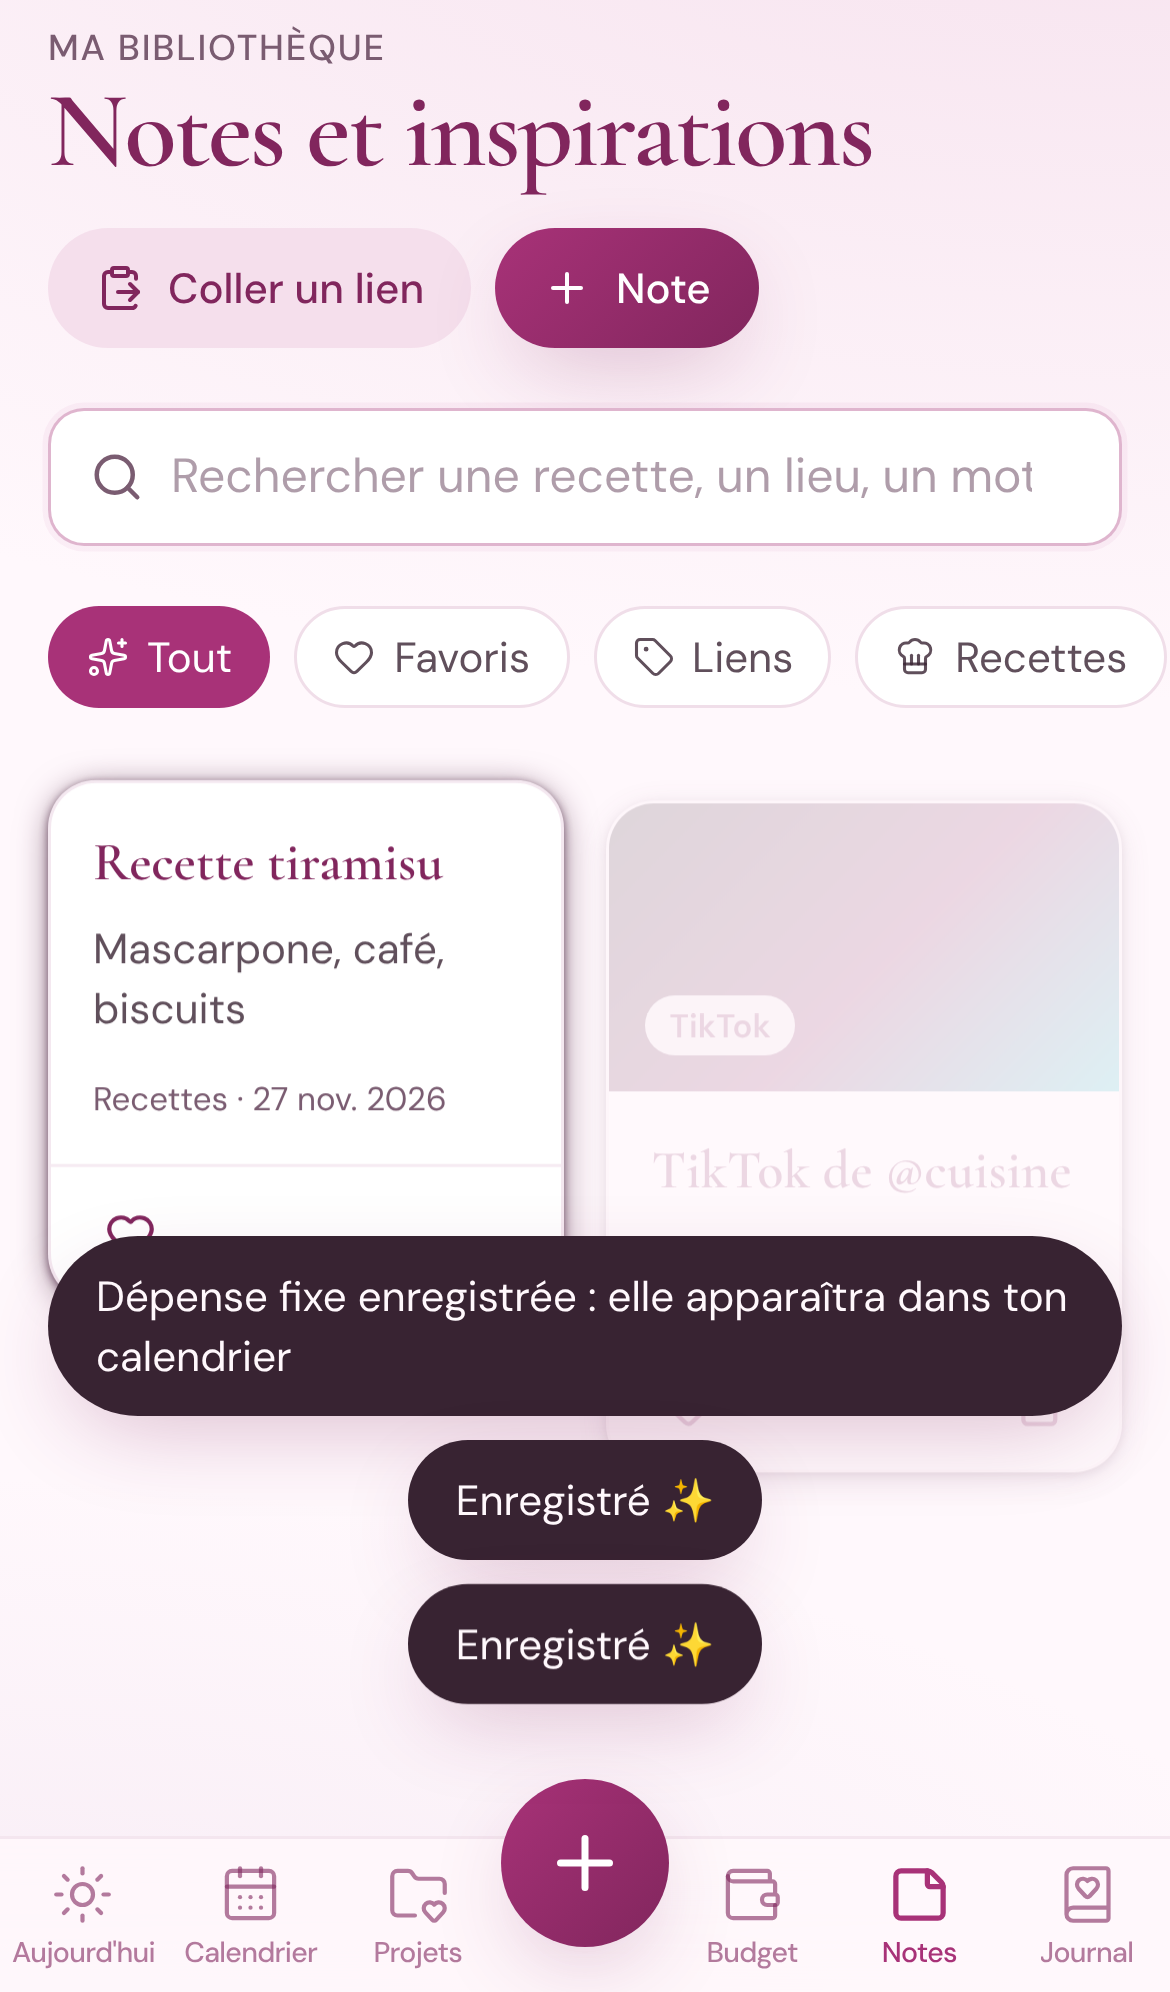 MA BIBLIOTHÈQUE
Notes et inspirations
Coller un lien
Note
Rechercher une recette, un lieu, un mot
Tout
Favoris
Liens
Recettes
Recette tiramisu
Mascarpone, café,
biscuits
Recettes · 27 nov. 2026
TikTok
TikTok de @cuisine
Dépense fixe enregistrée : elle apparaîtra dans ton
calendrier
Enregistré ✨
Enregistré ✨
Aujourd'hui
Calendrier
Projets
Budget
Notes
Journal